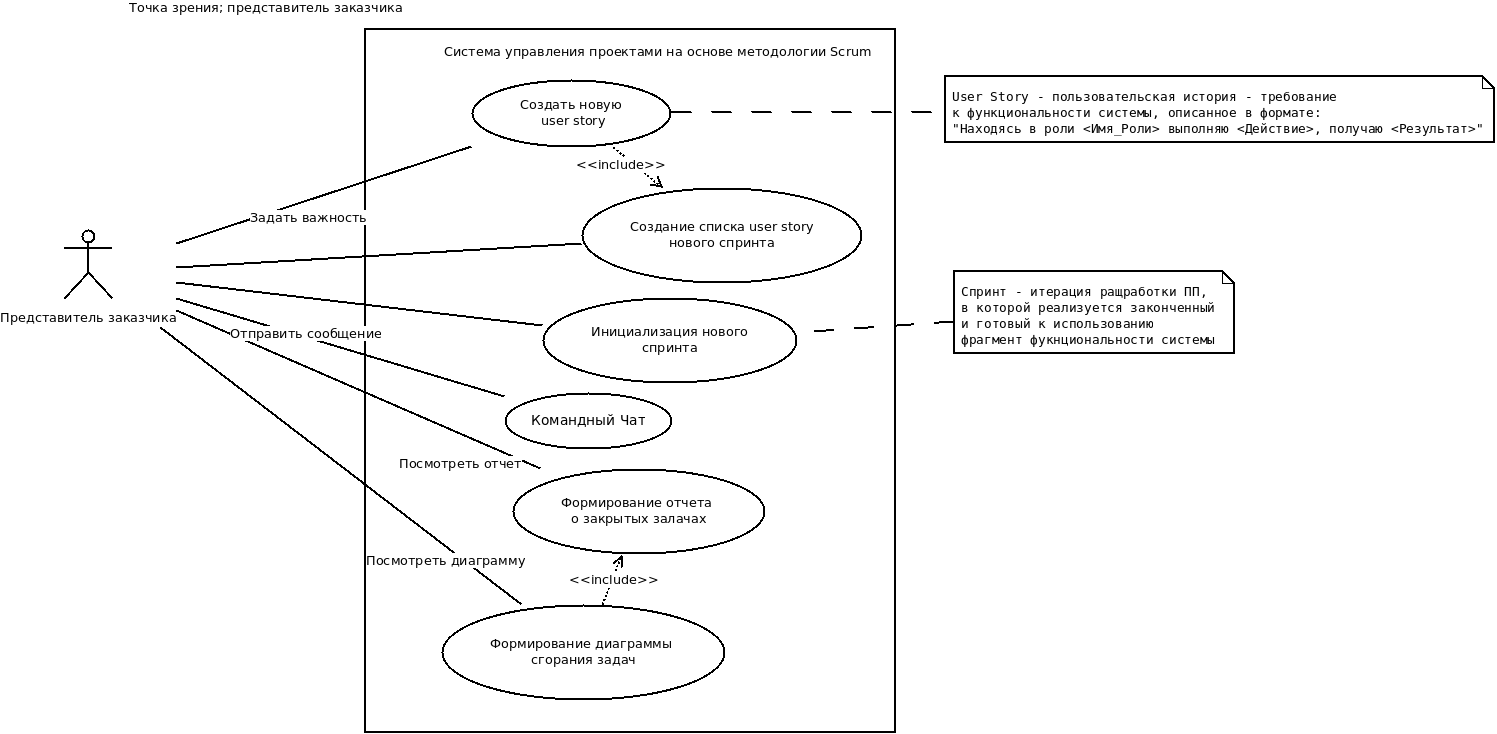 Точка зрения; представитель заказчика
Система управления проектами на основе методологии Scrum
Создать новую
user story
User Story - пользовательская история - требование
к функциональности системы, описанное в формате:
"Находясь в роли <Имя_Роли> выполняю <Действие>, получаю <Результат>"
<<include>>
Задать важность
Создание списка user story
нового спринта
Представитель заказчика
Спринт - итерация ращработки ПП,
в которой реализуется законченный
и готовый к использованию
фрагмент фукнциональности системы
Инициализация нового
спринта
Отправить сообщение
Командный Чат
Посмотреть отчет
Формирование отчета
о закрытых залачах
Посмотреть диаграмму
<<include>>
Формирование диаграммы
сгорания задач